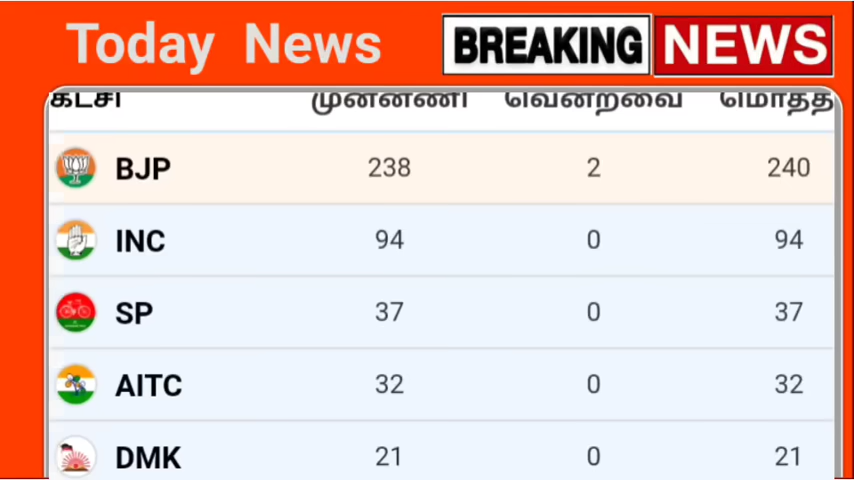 Today News BREAKING NEWS
கட்சி முன்னணி வென்றவை மொத்த
BJP 238 2 240
INC 94 0 94
SP 37 0 37
AITC 32 0 32
DMK 21 0 21